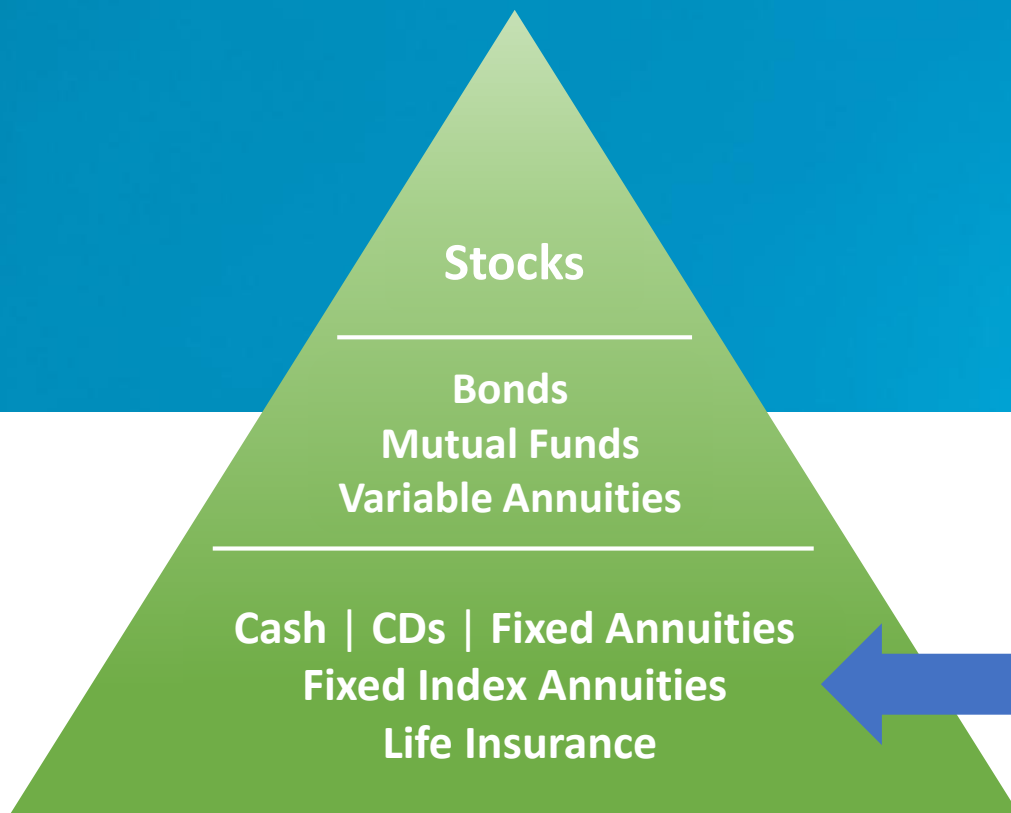 Stocks
Bonds
Mutual Funds
Variable Annuities
Cash | CDs | Fixed Annuities
Fixed Index Annuities
Life Insurance